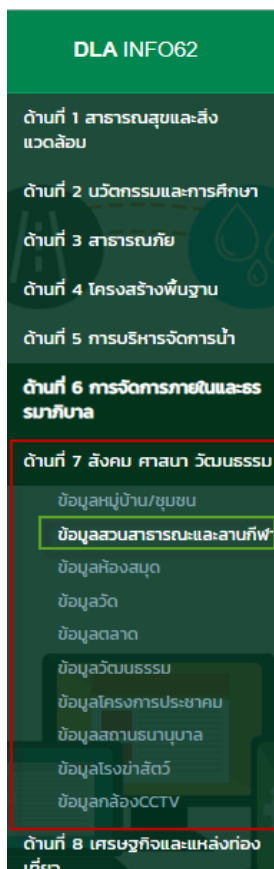 DLA INFO62
ด้านที่ 1 สาธารณสุขและสิ่ง
แวดล้อม
ด้านที่ 2 นวัตกรรมและการศึกษา
ด้านที่ 3 สาธารณภัย
ด้านที่ 4 โครงสร้างพื้นฐาน
ด้านที่ 5 การบริหารจัดการน้ำ
ด้านที่ 6 การจัดการภายในและธร
รมาภิบาล
ด้านที่ 7 สังคม ศาสนา วัฒนธรรม
ข้อมูลหมู่บ้าน/ชุมชน
ข้อมูลสวนสาธารณะและลานกีฬา
ข้อมูลห้องสมุด
ข้อมูลวัด
ข้อมูลตลาด
ข้อมูลวัฒนธรรม
ข้อมูลโครงการประชาคม
ข้อมูลสถานธนานุบาล
ข้อมูลโรงฆ่าสัตว์
ข้อมูลกล้องCCTV
ด้านที่ 8 เศรษฐกิจและแหล่งท่อง
เที่ยว